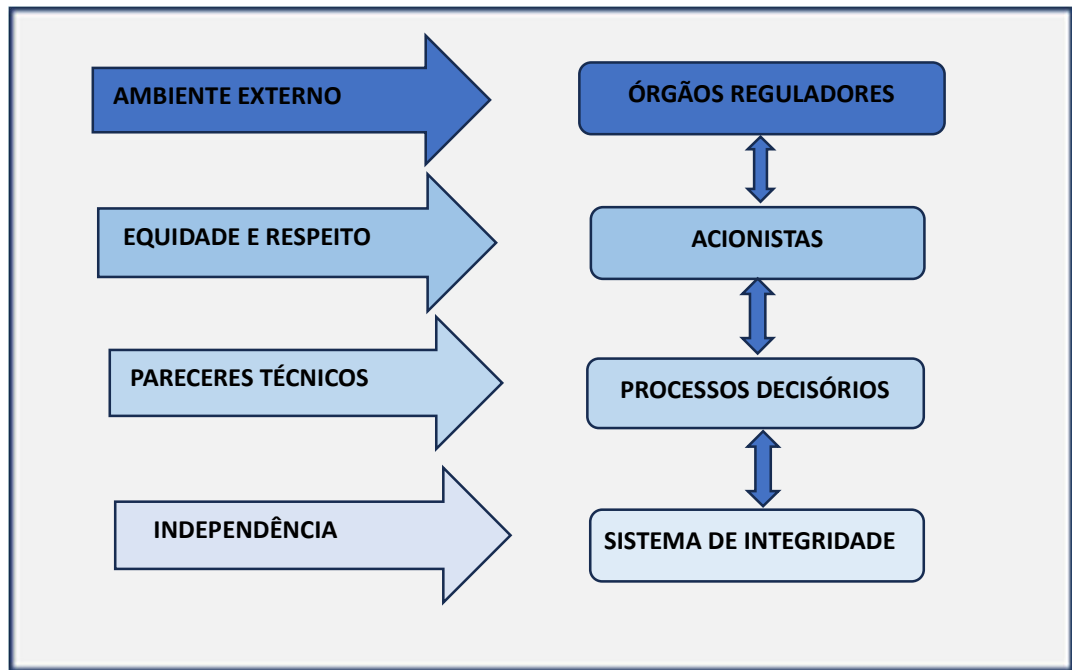 AMBIENTE EXTERNO
ÓRGÃOS REGULADORES
EQUIDADE E RESPEITO
ACIONISTAS
PARECERES TÉCNICOS
PROCESSOS DECISÓRIOS
INDEPENDÊNCIA
SISTEMA DE INTEGRIDADE